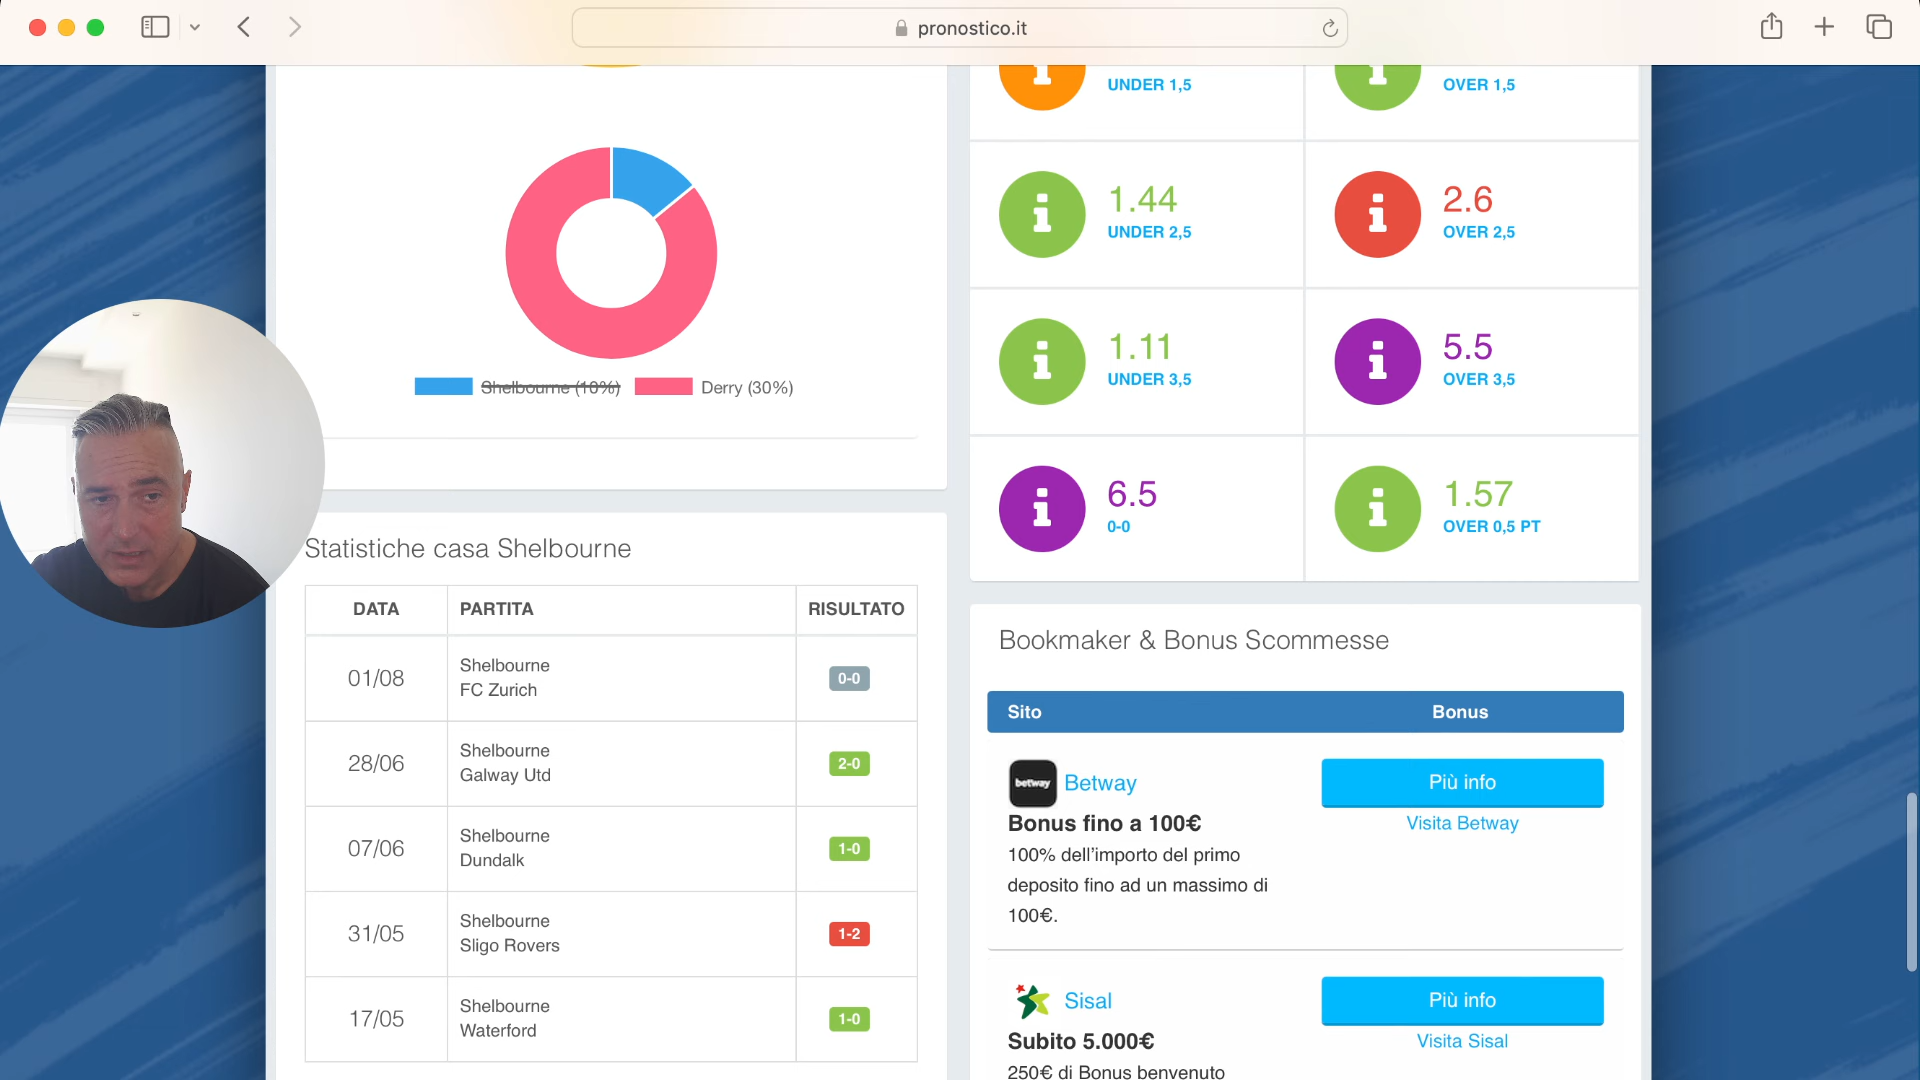 pronostico.it
UNDER 1,5
OVER 1,5
1.44
UNDER 2,5
2.6
OVER 2,5
1.11
UNDER 3,5
5.5
OVER 3,5
6.5
0-0
1.57
OVER 0,5 PT
Shelbourne (10%) Derry (30%)
Statistiche casa Shelbourne
DATA PARTITA RISULTATO
01/08
Shelbourne
FC Zurich
0-0
28/06
Shelbourne
Galway Utd
2-0
07/06
Shelbourne
Dundalk
1-0
31/05
Shelbourne
Sligo Rovers
1-2
17/05
Shelbourne
Waterford
1-0
Bookmaker & Bonus Scommesse
Sito Bonus
betway
Betway
Più info
Visita Betway
Bonus fino a 100€
100% dell'importo del primo
deposito fino ad un massimo di
100€.
Sisal
Più info
Visita Sisal
Subito 5.000€
250€ di Bonus benvenuto